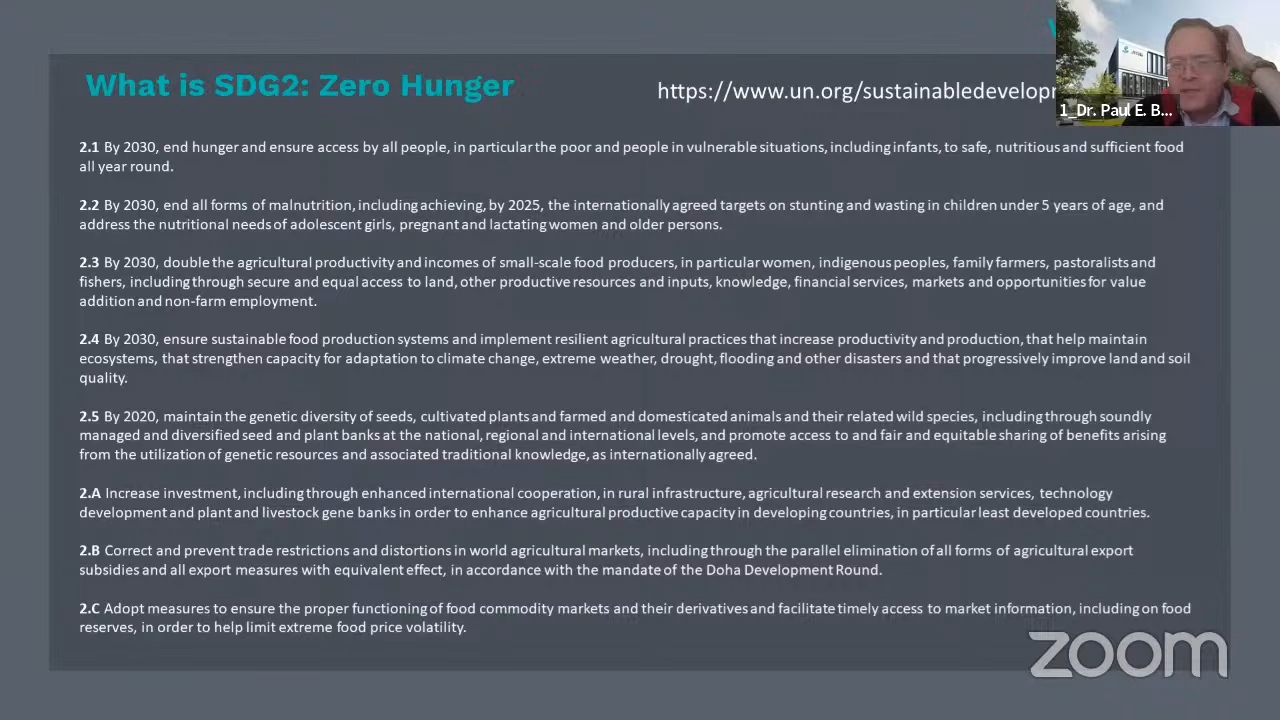 What is SDG2: Zero Hunger
https://www.un.org/sustainabledevelop
1_Dr. Paul E. B...
2.1 By 2030, end hunger and ensure access by all people, in particular the poor and people in vulnerable situations, including infants, to safe, nutritious and sufficient food
all year round.
2.2 By 2030, end all forms of malnutrition, including achieving, by 2025, the internationally agreed targets on stunting and wasting in children under 5 years of age, and
address the nutritional needs of adolescent girls, pregnant and lactating women and older persons.
2.3 By 2030, double the agricultural productivity and incomes of small-scale food producers, in particular women, indigenous peoples, family farmers, pastoralists and
fishers, including through secure and equal access to land, other productive resources and inputs, knowledge, financial services, markets and opportunities for value
addition and non-farm employment.
2.4 By 2030, ensure sustainable food production systems and implement resilient agricultural practices that increase productivity and production, that help maintain
ecosystems, that strengthen capacity for adaptation to climate change, extreme weather, drought, flooding and other disasters and that progressively improve land and soil
quality.
2.5 By 2020, maintain the genetic diversity of seeds, cultivated plants and farmed and domesticated animals and their related wild species, including through soundly
managed and diversified seed and plant banks at the national, regional and international levels, and promote access to and fair and equitable sharing of benefits arising
from the utilization of genetic resources and associated traditional knowledge, as internationally agreed.
2.A Increase investment, including through enhanced international cooperation, in rural infrastructure, agricultural research and extension services, technology
development and plant and livestock gene banks in order to enhance agricultural productive capacity in developing countries, in particular least developed countries.
2.B Correct and prevent trade restrictions and distortions in world agricultural markets, including through the parallel elimination of all forms of agricultural export
subsidies and all export measures with equivalent effect, in accordance with the mandate of the Doha Development Round.
2.C Adopt measures to ensure the proper functioning of food commodity markets and their derivatives and facilitate timely access to market information, including on food
reserves, in order to help limit extreme food price volatility.
zoom